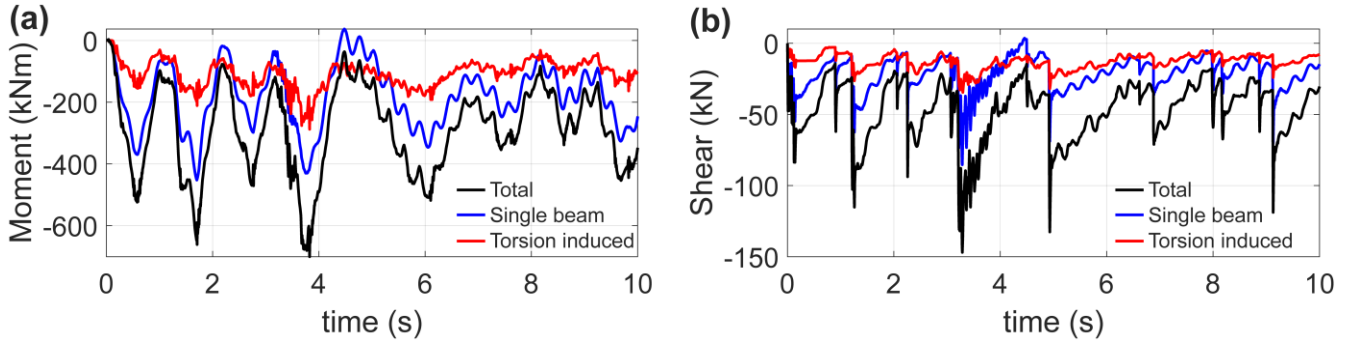 (a)
Moment (kNm)
0
-200
-400
-600
Total
Single beam
Torsion induced
0 2 4 6 8 10
time (s)
(b)
Shear (kN)
0
-50
-100
-150
Total
Single beam
Torsion induced
0 2 4 6 8 10
time (s)